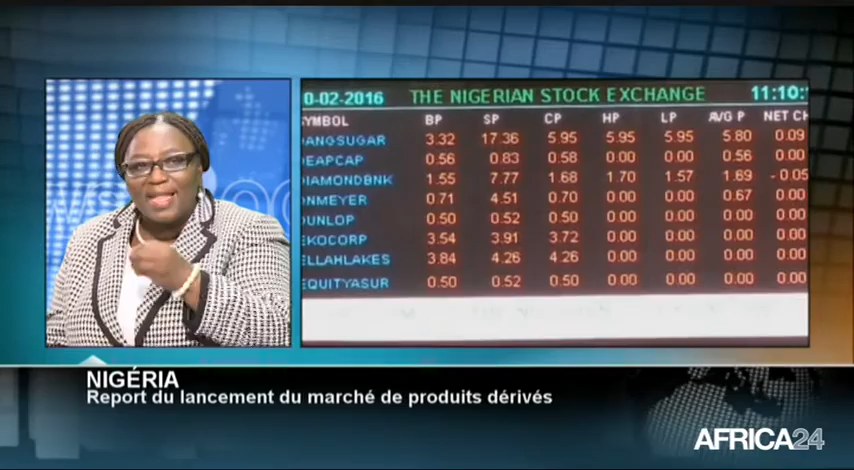 0-02-2016 THE NIGERIAN STOCK EXCHANGE 11:10:
YMBOL BP SP CP HP LP AVG P NET CH
ANGSUGAR 3.32 17.36 5.95 5.95 5.95 5.80 0.09
EAPCAP 0.56 0.83 0.58 0.00 0.00 0.56 0.00
IAMONDBNK 1.55 7.77 1.68 1.70 1.57 1.69 - 0.05
ONMEYER 0.71 4.51 0.70 0.00 0.00 0.67 0.00
DUNLOP 0.50 0.52 0.50 0.00 0.00 0.00 0.00
EKOCORP 3.54 3.91 3.72 0.00 0.00 0.00 0.00
ELLAHLAKES 3.84 4.26 4.26 0.00 0.00 0.00 0.00
EQUITYASUR 0.50 0.52 0.50 0.00 0.00 0.00 0.00
NIGÉRIA
Report du lancement du marché de produits dérivés
AFRICA24